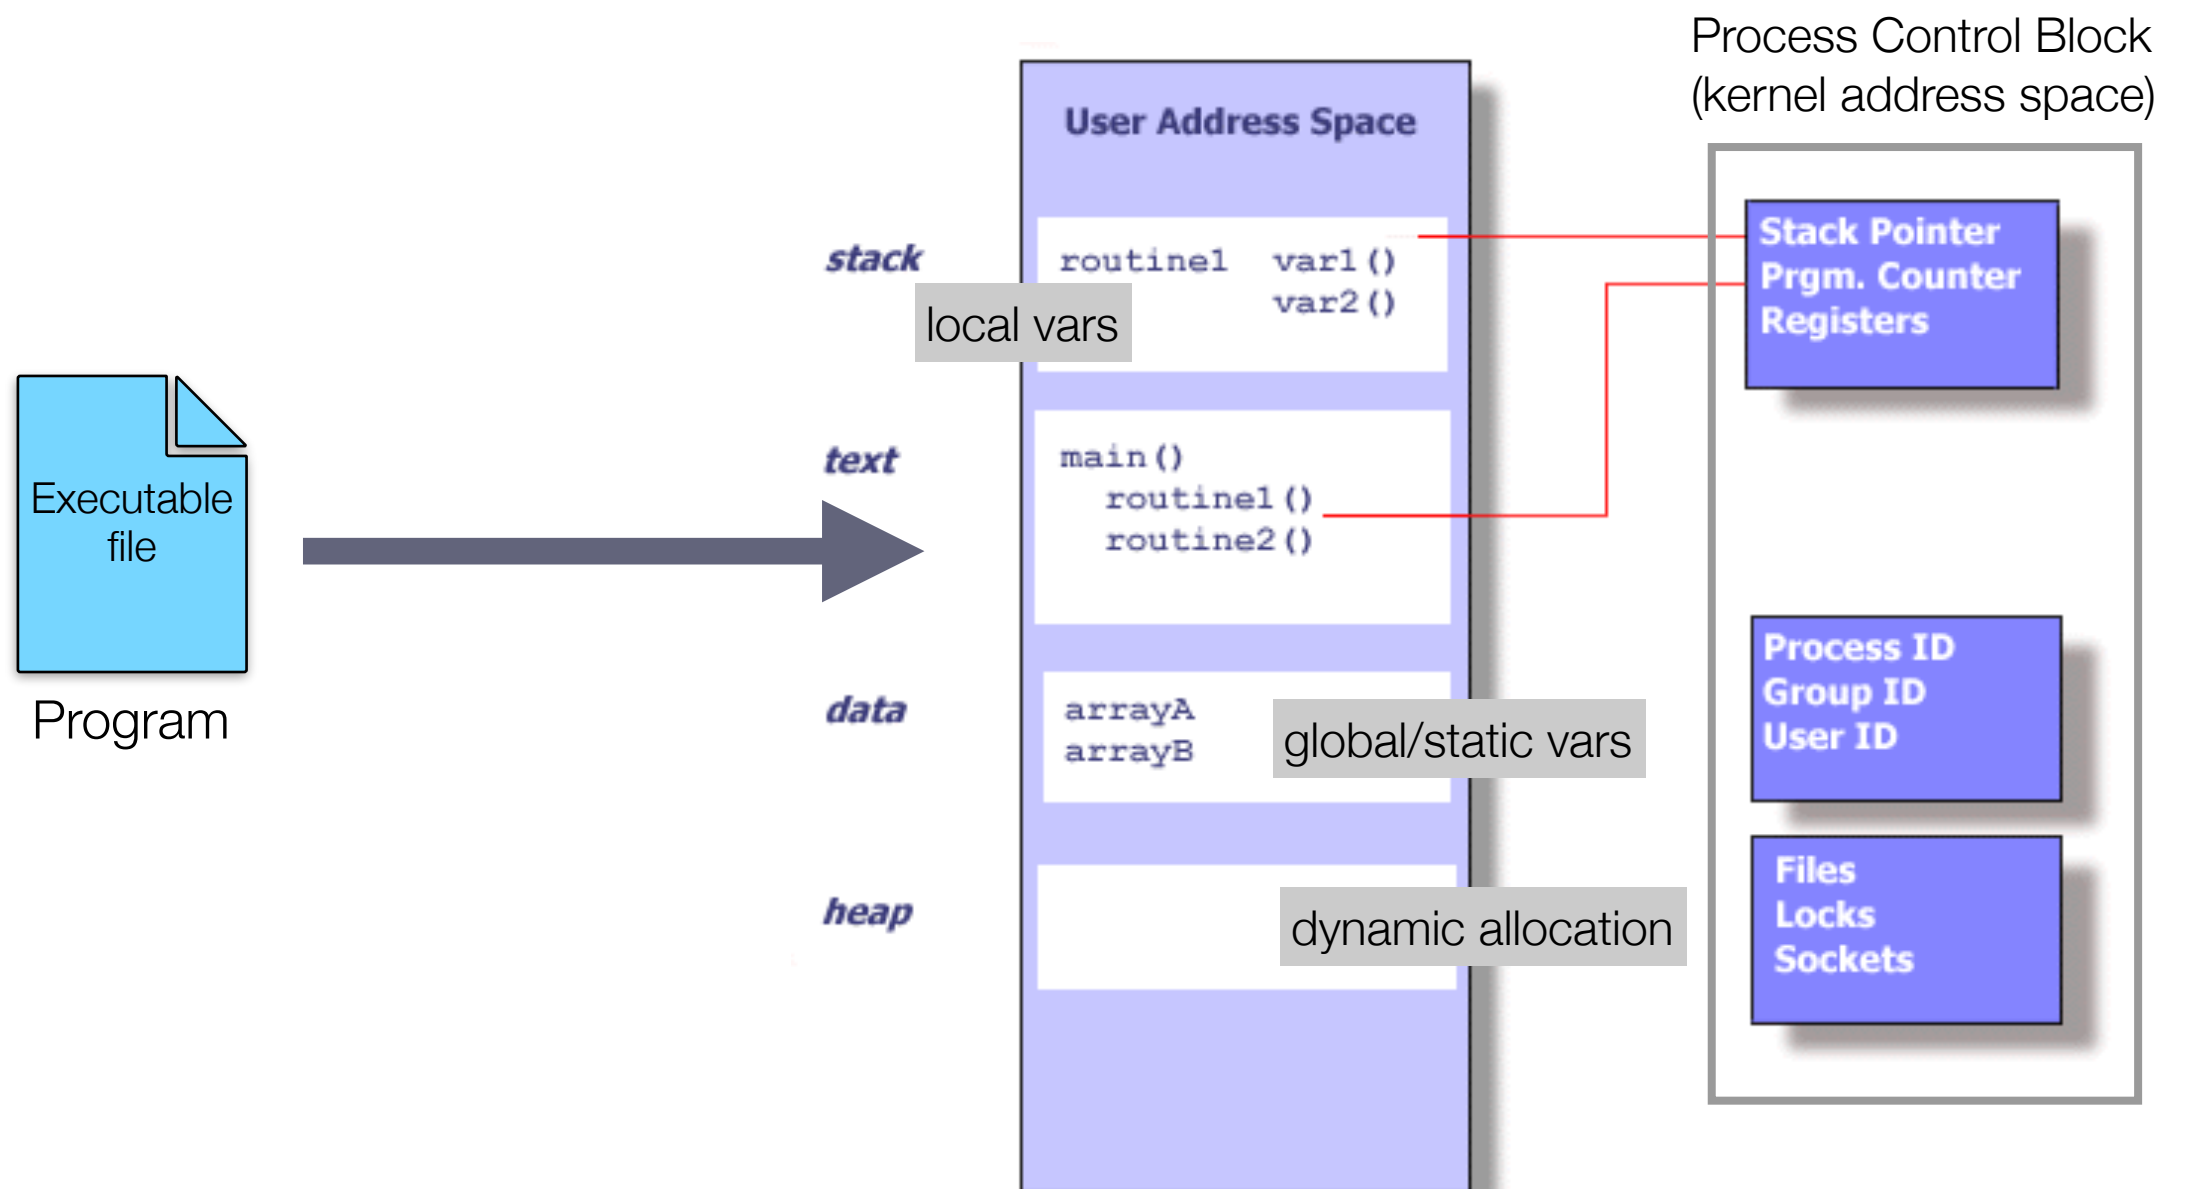 Process Control Block
(kernel address space)
User Address Space
stack
routine1 var1()
var2()
local vars
Stack Pointer
Prgm. Counter
Registers
text
main()
routine1()
routine2()
Executable
file
Program
data
arrayA
arrayB
global/static vars
Process ID
Group ID
User ID
heap
dynamic allocation
Files
Locks
Sockets